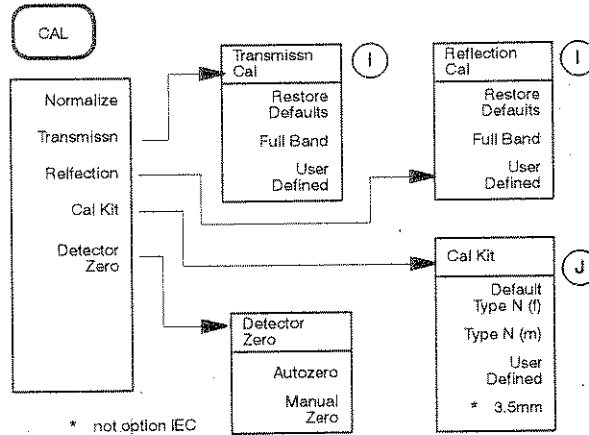 CAL
Normalize
Transmissn
Relfection
Cal Kit
Detector
Zero
Transmissn
Cal
I
Restore
Defaults
Full Band
User
Defined
Reflection
Cal
I
Restore
Defaults
Full Band
User
Defined
Cal Kit
J
Default
Type N (f)
Type N (m)
User
Defined
* 3.5mm
Detector
Zero
Autozero
Manual
Zero
* not option IEC